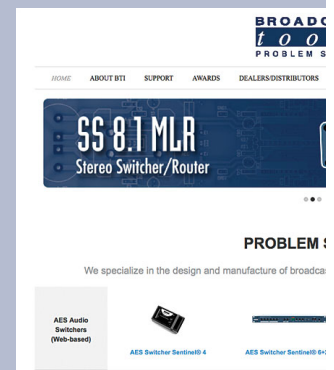 BROADC
t o o
PROBLEM S
HOME ABOUT BTI SUPPORT AWARDS DEALERS/DISTRIBUTORS
SS 8.1 MLR
Stereo Switcher/Router
PROBLEM S
We specialize in the design and manufacture of broadcas
AES Audio
Switchers
(Web-based)
AES Switcher Sentinel® 4 AES Switcher Sentinel® 6+